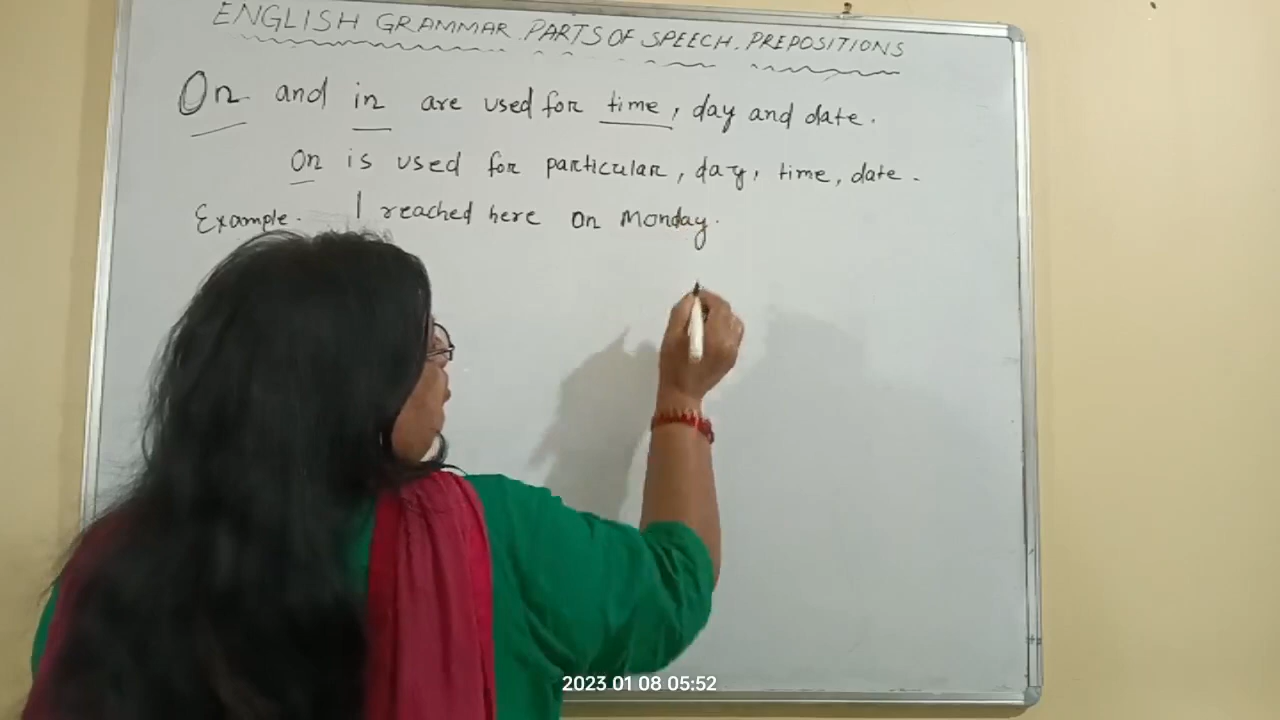 ENGLISH GRAMMAR. PARTS OF SPEECH. PREPOSITIONS
On and in are used for time, day and date.
On is used for particular, day, time, date.
Example. I reached here on Monday.
2023 01 08 05:52